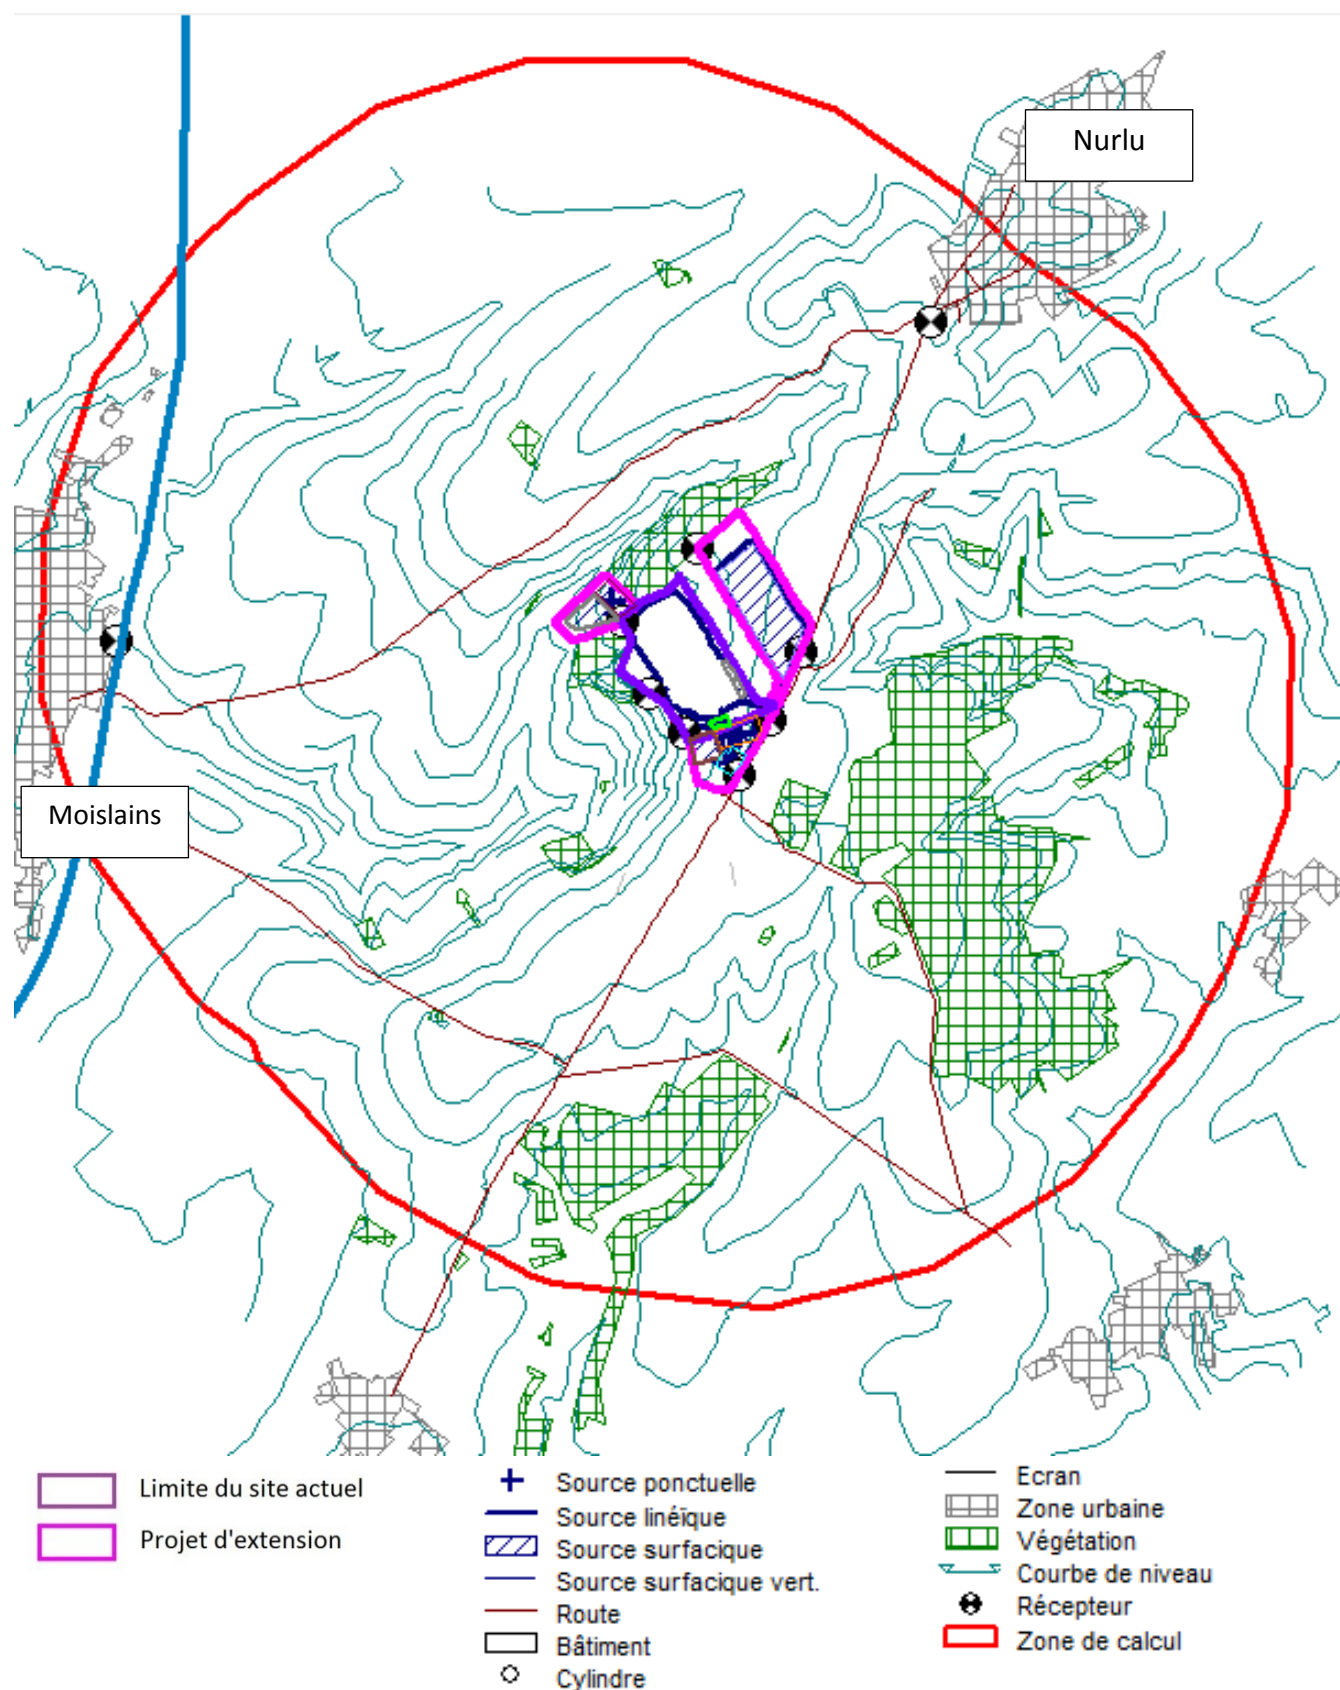 Nurlu
Moislains
Limite du site actuel
Projet d'extension
Source ponctuelle
Source linéïque
Source surfacique
Source surfacique vert.
Route
Bâtiment
Cylindre
Ecran
Zone urbaine
Végétation
Courbe de niveau
Récepteur
Zone de calcul